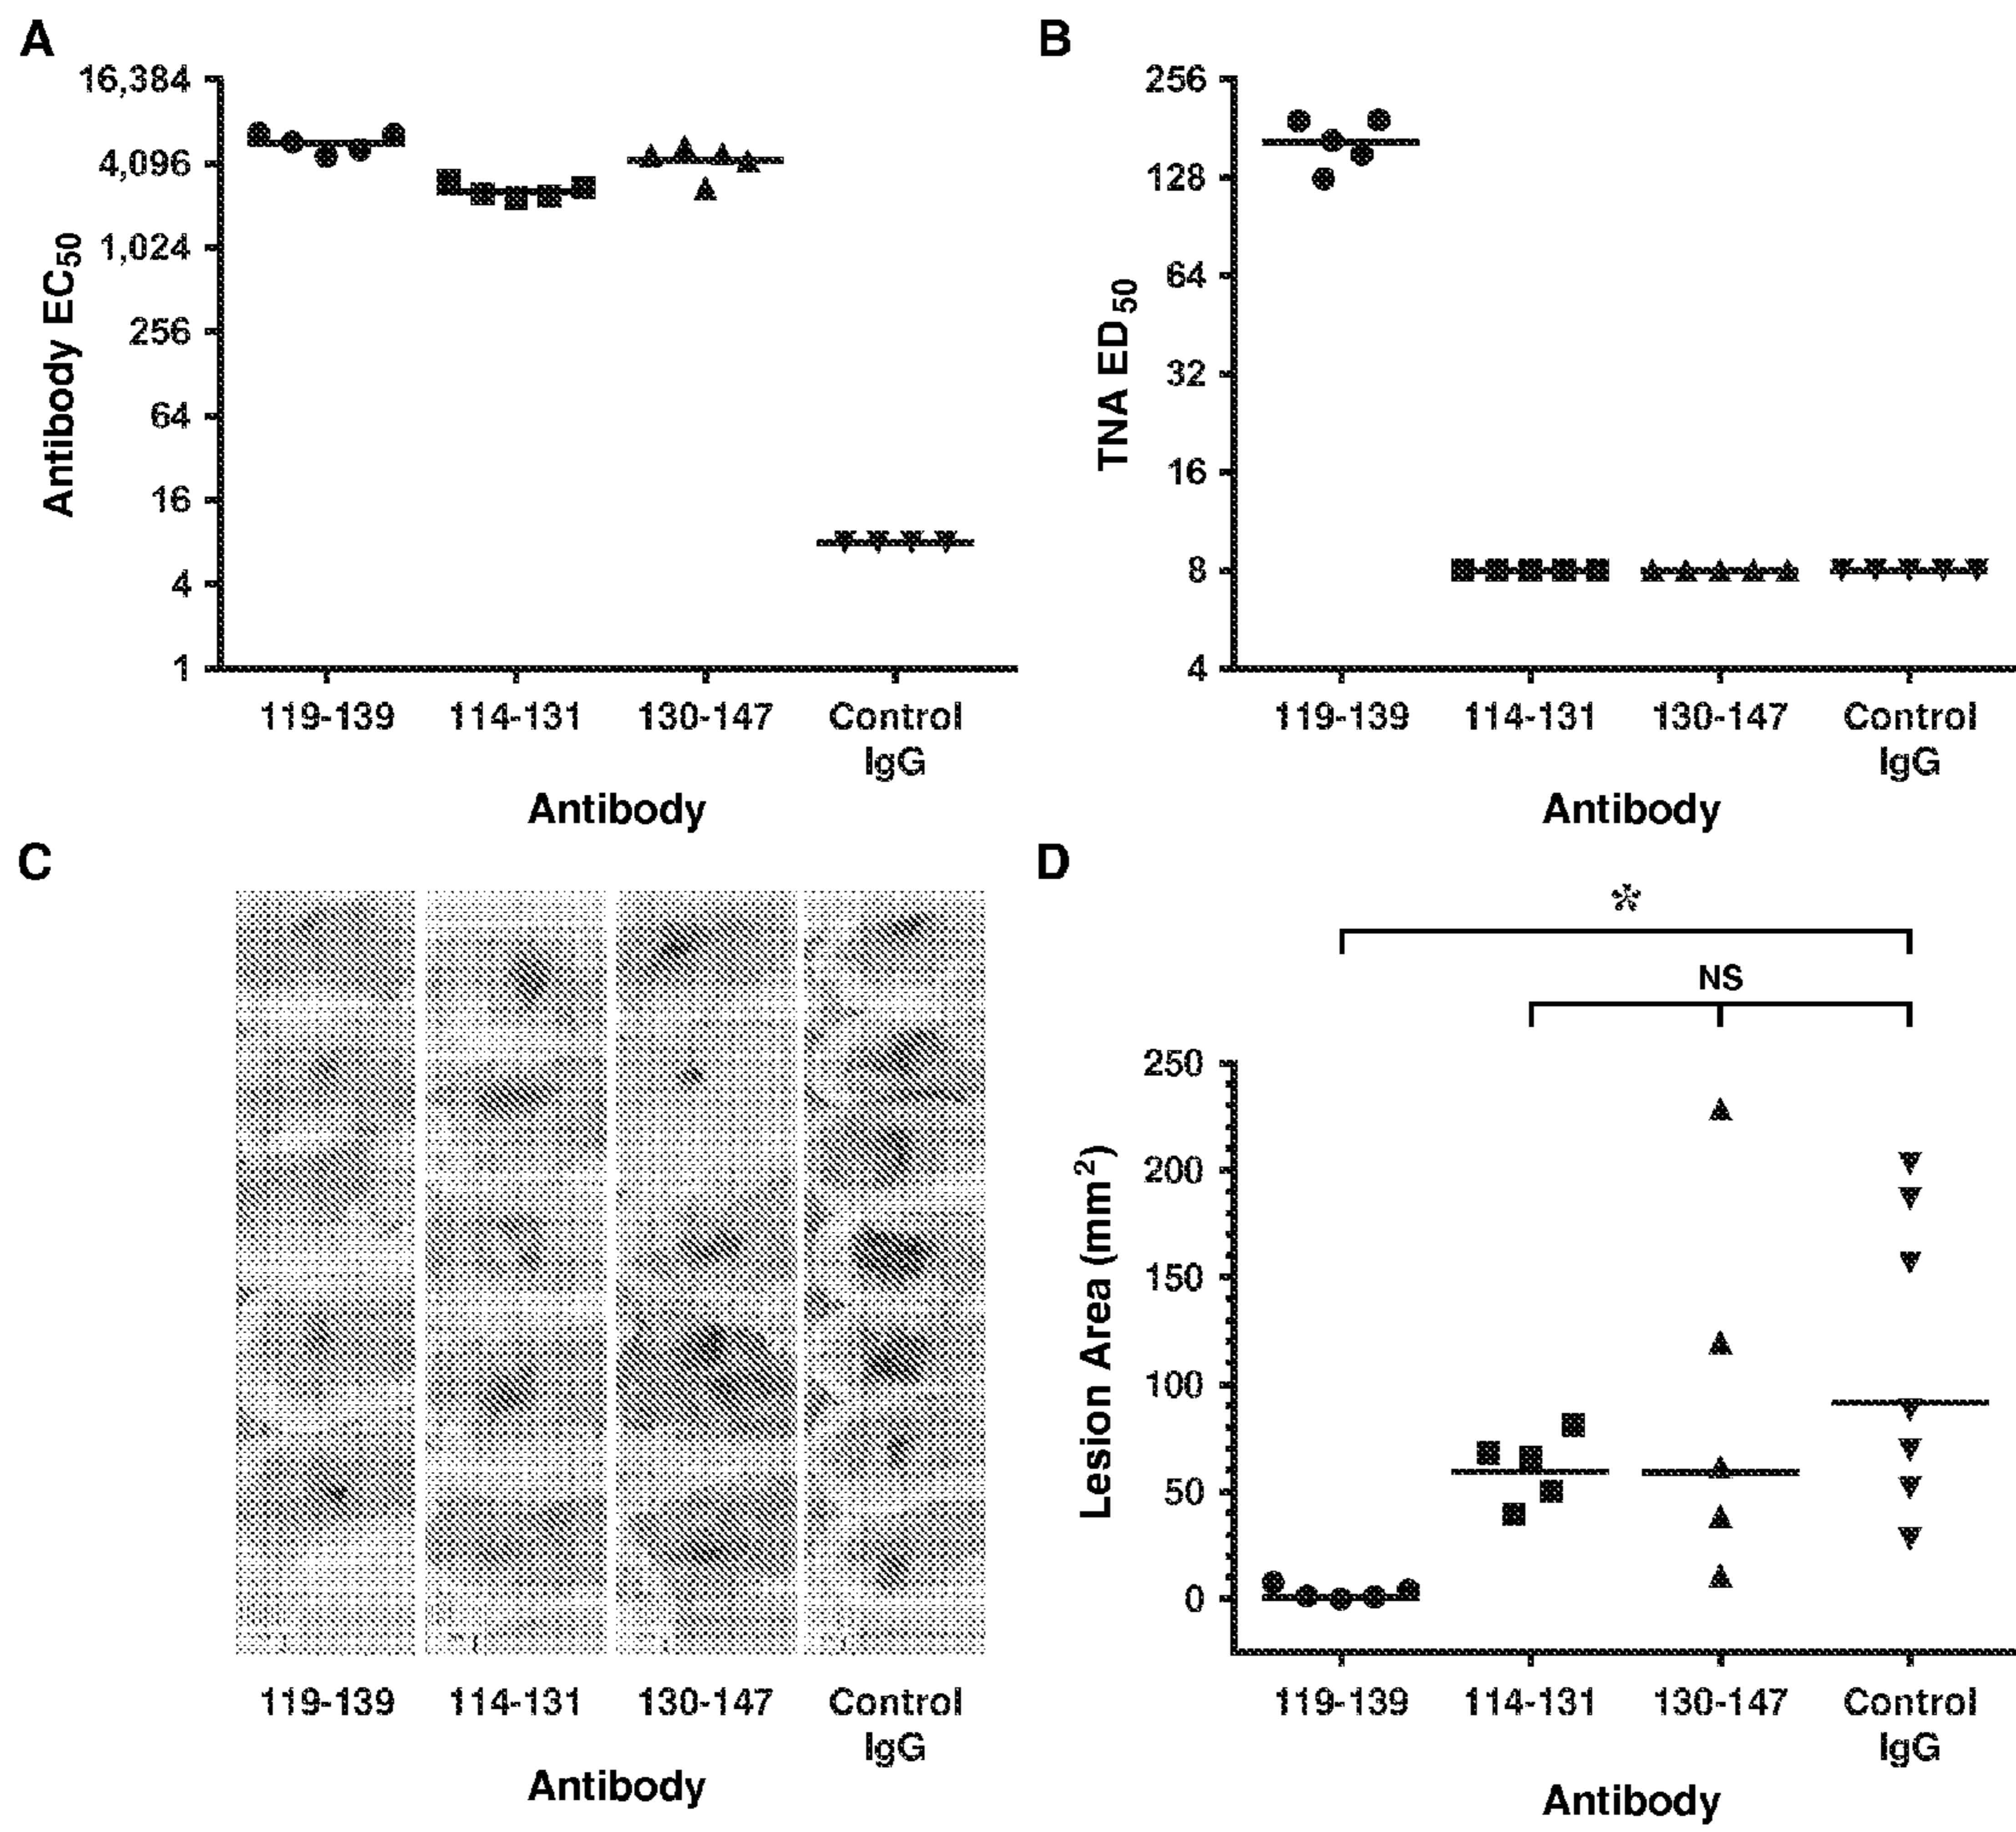 A
16,384
4,096
1,024
256
64
16
4
1
Antibody EC50
119-139 114-131 130-147 Control IgG
Antibody
B
256
128
64
32
16
8
4
TNA ED50
119-139 114-131 130-147 Control IgG
Antibody
C
119-139 114-131 130-147 Control IgG
Antibody
D
*
NS
250
200
150
100
50
0
Lesion Area (mm2)
119-139 114-131 130-147 Control IgG
Antibody